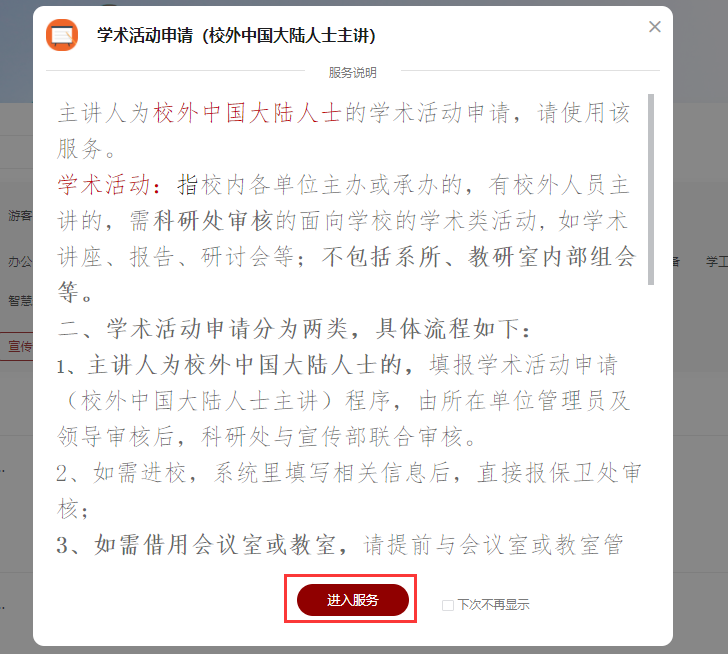 学术活动申请（校外中国大陆人士主讲）
服务说明
主讲人为校外中国大陆人士的学术活动申请，请使用该
服务。
学术活动：指校内各单位主办或承办的，有校外人员主
讲的，需科研处审核的面向学校的学术类活动，如学术
讲座、报告、研讨会等；不包括系所、教研室内部组会
等。
二、学术活动申请分为两类，具体流程如下：
1、主讲人为校外中国大陆人士的，填报学术活动申请
（校外中国大陆人士主讲）程序，由所在单位管理员及
领导审核后，科研处与宣传部联合审核。
2、如需进校，系统里填写相关信息后，直接报保卫处审
核；
3、如需借用会议室或教室，请提前与会议室或教室管
进入服务
下次不再显示
游客
办公
备
学工
智慧
宣传